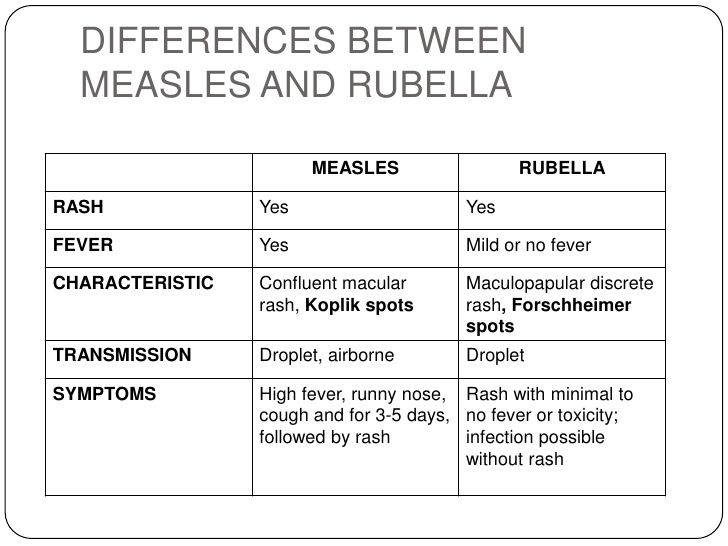 DIFFERENCES BETWEEN
MEASLES AND RUBELLA
MEASLES RUBELLA
RASH Yes Yes
FEVER Yes Mild or no fever
CHARACTERISTIC Confluent macular Maculopapular discrete
rash, Koplik spots rash, Forschheimer
spots
TRANSMISSION Droplet, airborne Droplet
SYMPTOMS High fever, runny nose, Rash with minimal to
cough and for 3-5 days, no fever or toxicity;
followed by rash infection possible
without rash